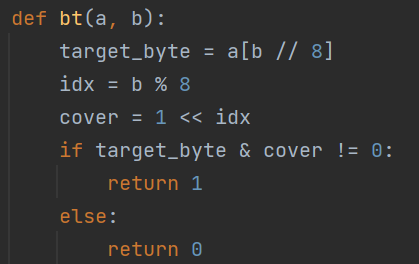 def bt(a, b):
    target_byte = a[b // 8]
    idx = b % 8
    cover = 1 << idx
    if target_byte & cover != 0:
        return 1
    else:
        return 0